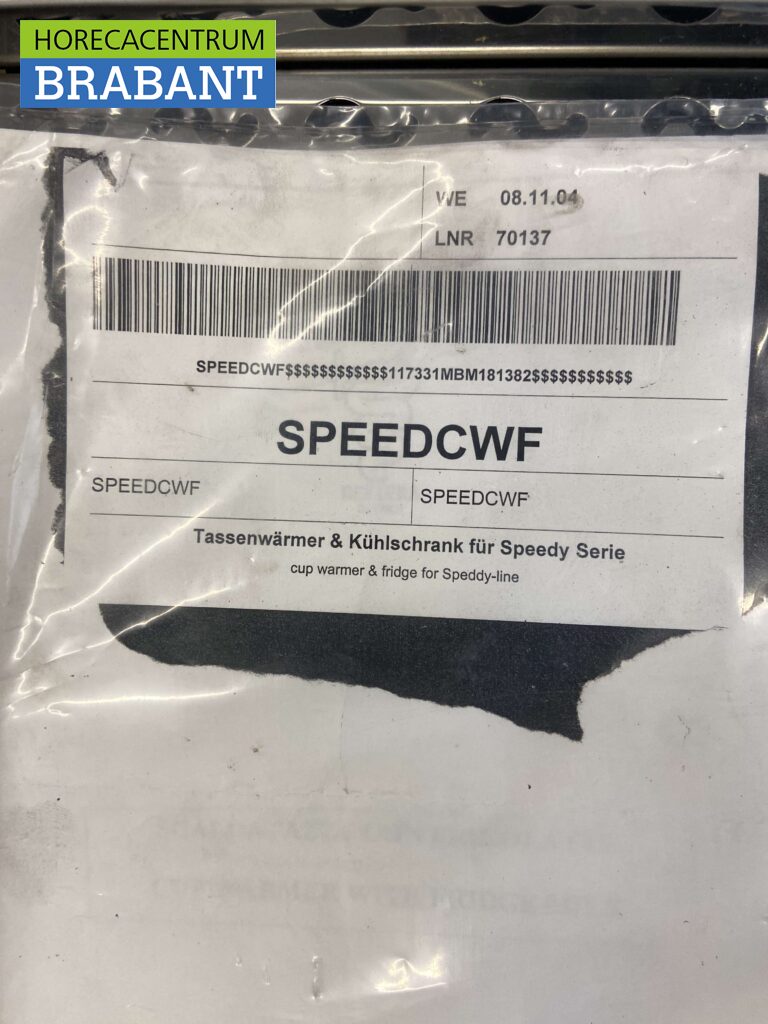 HORECACENTRUM
BRABANT
WE 08.11.04
LNR 70137
SPEEDCWF$$$$$$$$$$$$117331MBM181382$$$$$$$$$$$
SPEEDCWF
SPEEDCWF SPEEDCWF
Tassenwärmer & Kühlschrank für Speedy Serie
cup warmer & fridge for Speddy-line